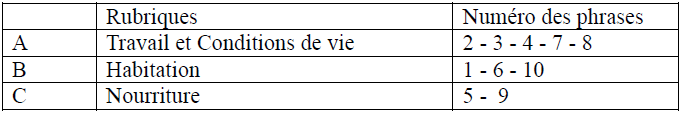 Rubriques Numéro des phrases
A Travail et Conditions de vie 2 - 3 - 4 - 7 - 8
B Habitation 1 - 6 - 10
C Nourriture 5 - 9